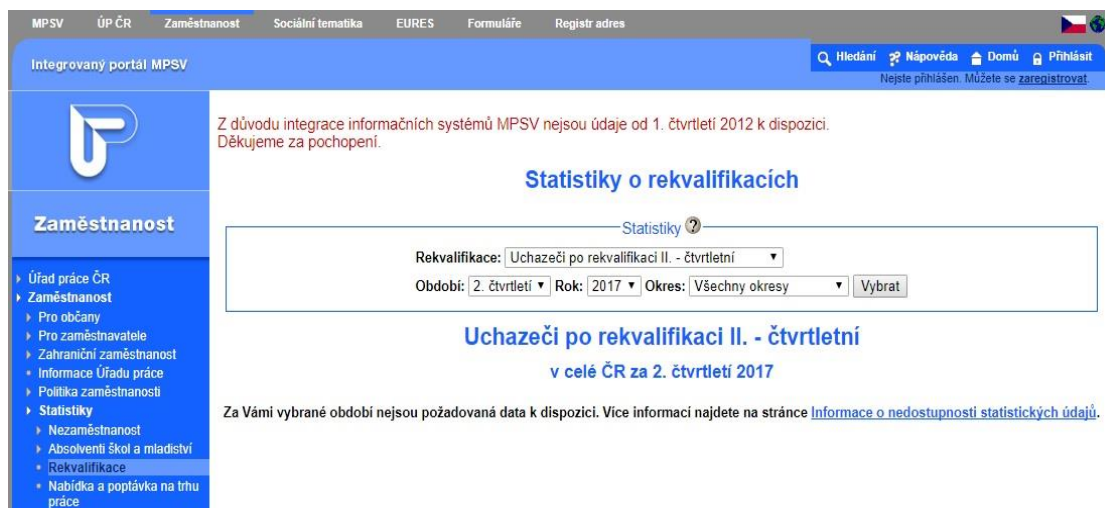 MPSV ÚP ČR Zaměstnanost Sociální tematika EURES Formuláře Registr adres
Integrovaný portál MPSV
Hledání Nápověda Domů Přihlásit
Nejste přihlášen. Můžete se zaregistrovat.
Z důvodu integrace informačních systémů MPSV nejsou údaje od 1. čtvrtletí 2012 k dispozici.
Děkujeme za pochopení.
Statistiky o rekvalifikacích
Zaměstnanost
Statistiky ?
Rekvalifikace: Uchazeči po rekvalifikaci II. - čtvrtletní
Období: 2. čtvrtletí Rok: 2017 Okres: Všechny okresy Vybrat
Úřad práce ČR
Zaměstnanost
Pro občany
Pro zaměstnavatele
Zahraniční zaměstnanost
Informace Úřadu práce
Politika zaměstnanosti
Statistiky
Nezaměstnanost
Absolventi škol a mladiství
Rekvalifikace
Nabídka a poptávka na trhu
práce
Uchazeči po rekvalifikaci II. - čtvrtletní
v celé ČR za 2. čtvrtletí 2017
Za Vámi vybrané období nejsou požadovaná data k dispozici. Více informací najdete na stránce Informace o nedostupnosti statistických údajů.